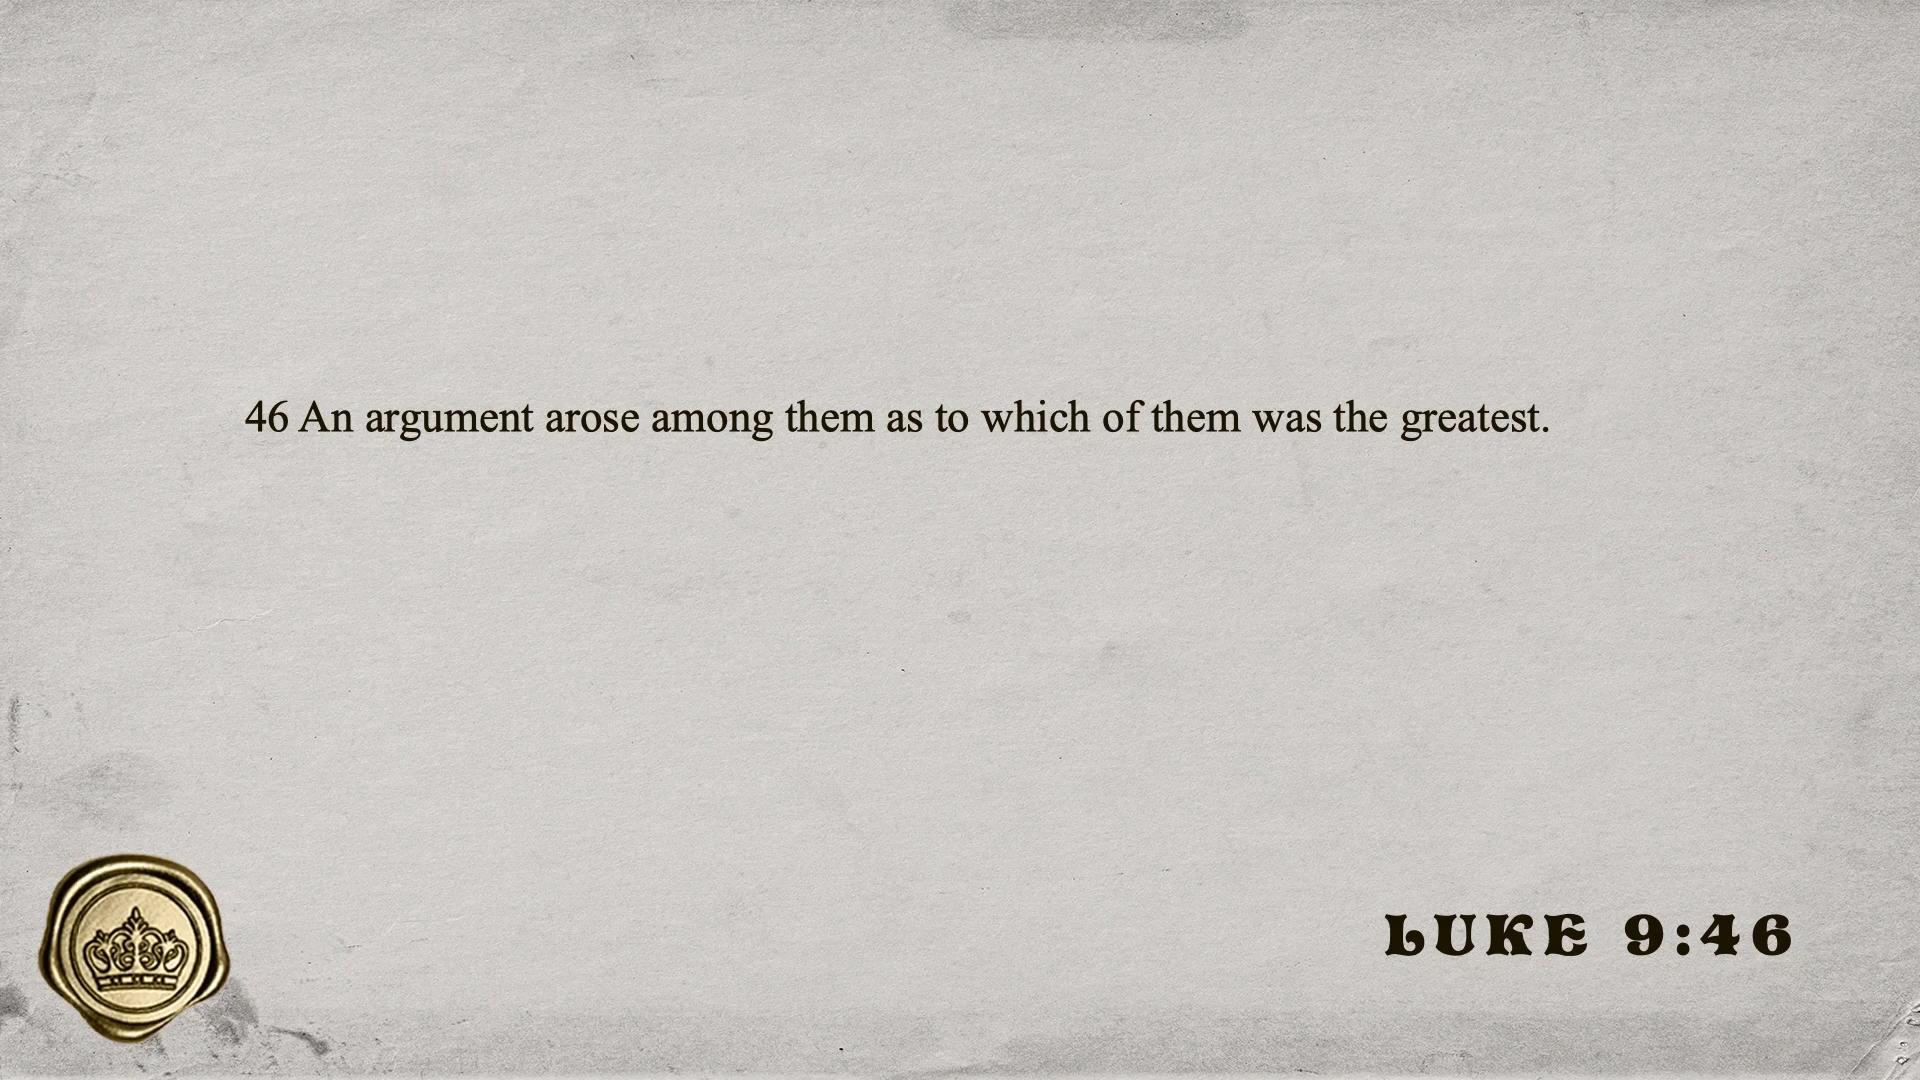 46 An argument arose among them as to which of them was the greatest.
LUKE 9:46